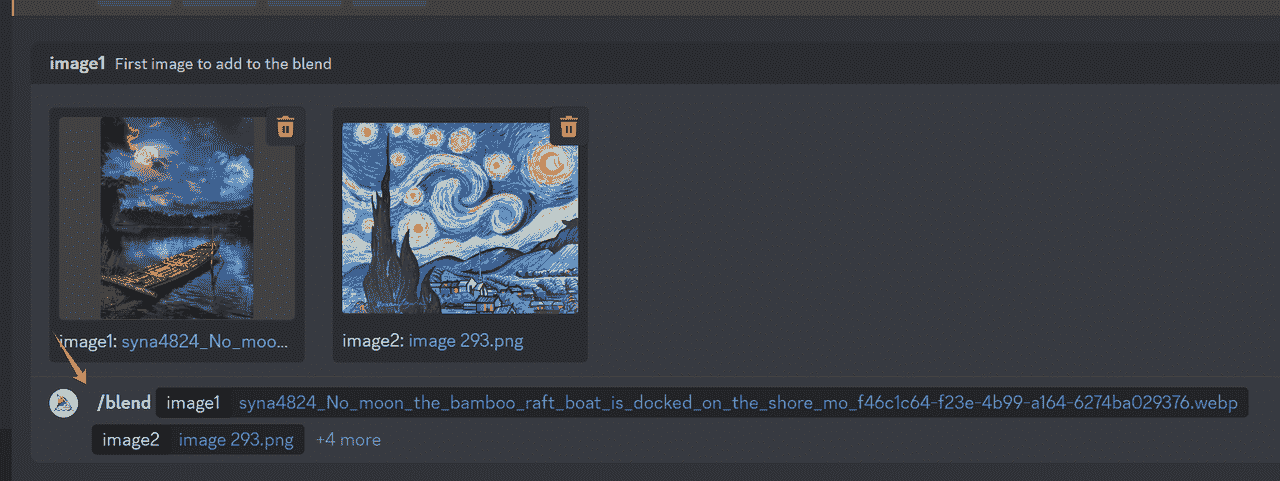 image1 First image to add to the blend
image1: syna4824_No_moo...
image2: image 293.png
/blend image1 syna4824_No_moon_the_bamboo_raft_boat_is_docked_on_the_shore_mo_f46c1c64-f23e-4b99-a164-6274ba029376.webp
image2 image 293.png +4 more